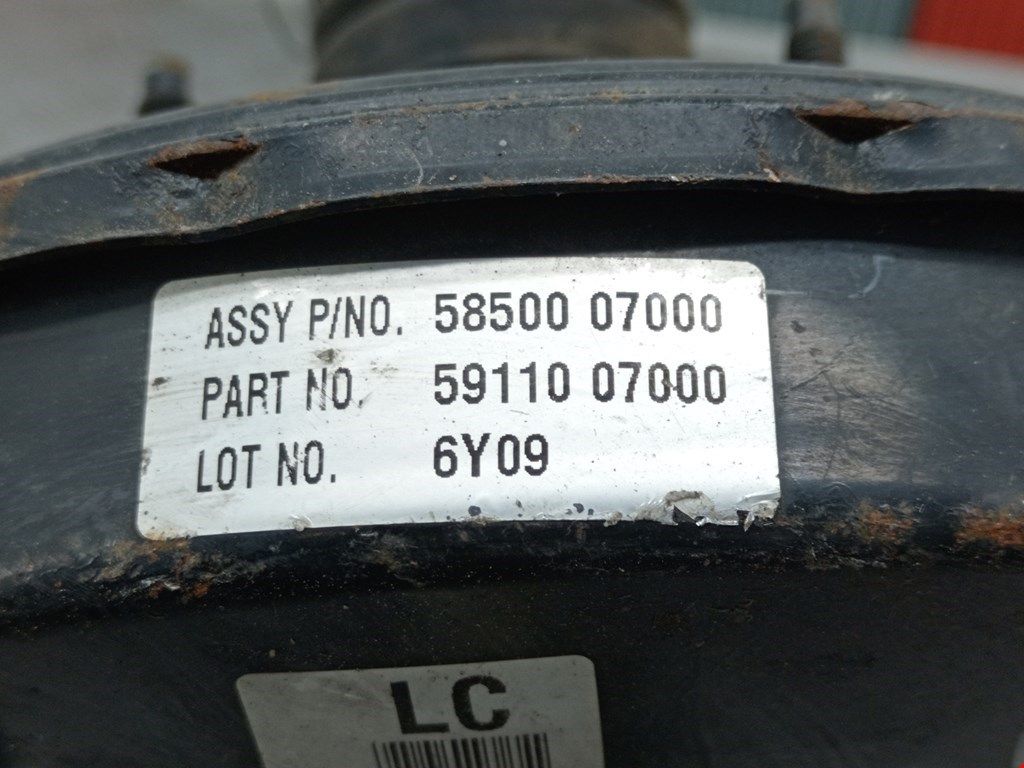 ASSY P/NO. 58500 07000
PART NO. 59110 07000
LOT NO. 6Y09
LC